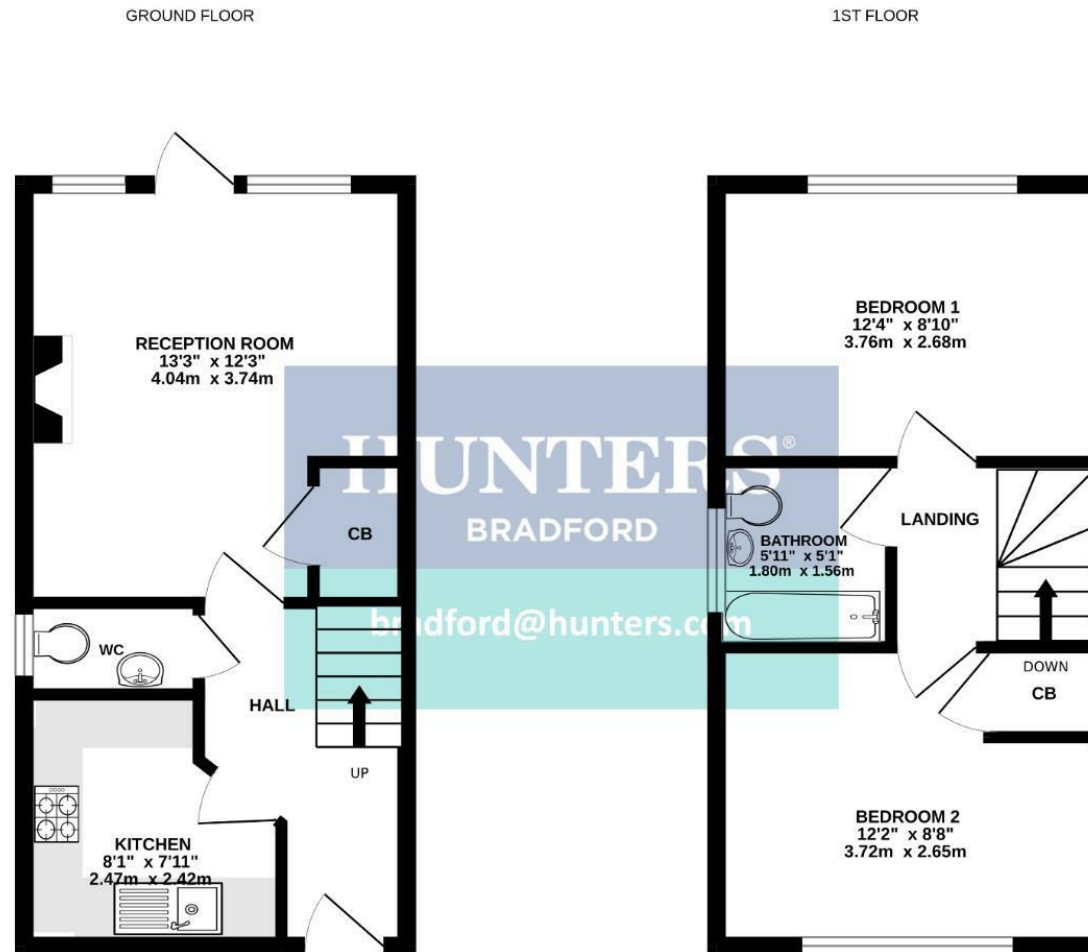 GROUND FLOOR
1ST FLOOR
RECEPTION ROOM
13'3" x 12'3"
4.04m x 3.74m
CB
WC
HALL
UP
KITCHEN
8'1" x 7'11"
2.47m x 2.42m
BEDROOM 1
12'4" x 8'10"
3.76m x 2.68m
LANDING
BATHROOM
5'11" x 5'1"
1.80m x 1.56m
DOWN
CB
BEDROOM 2
12'2" x 8'8"
3.72m x 2.65m
HUNTERS®
BRADFORD
bradford@hunters.com